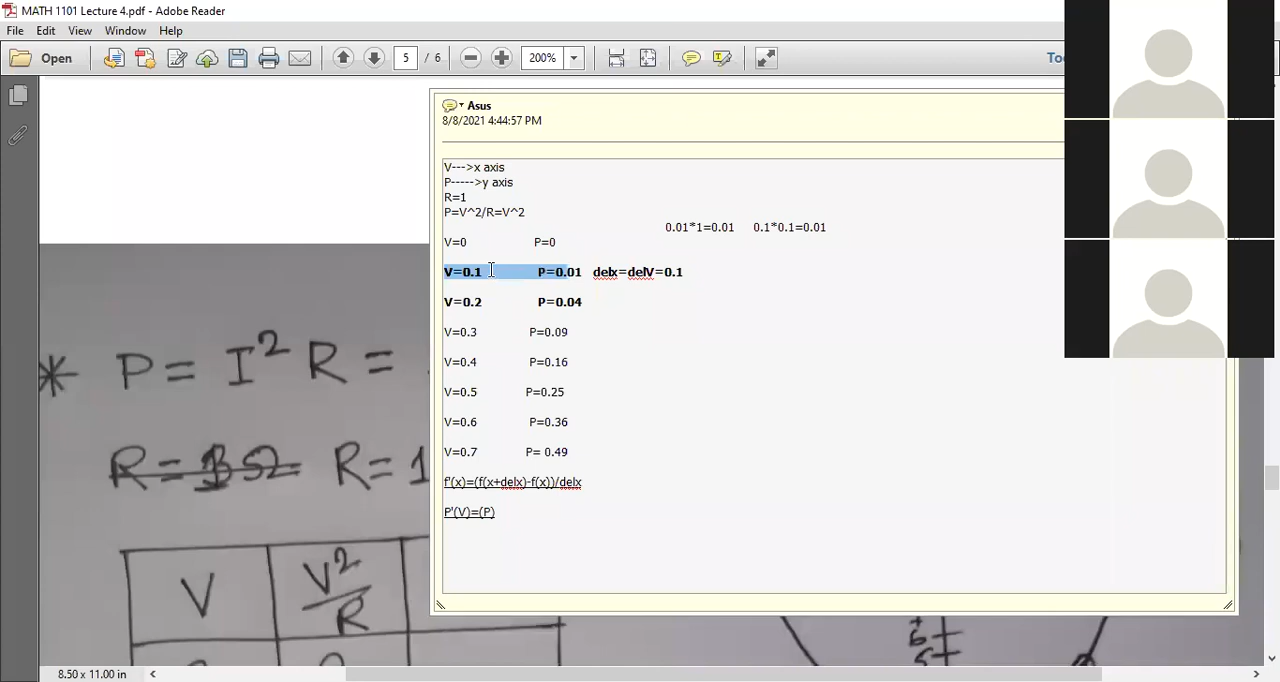 MATH 1101 Lecture 4.pdf - Adobe Reader
File Edit View Window Help
Open 5 / 6 200%
Asus
8/8/2021 4:44:57 PM
V--->x axis
P----->y axis
R=1
P=V^2/R=V^2
0.01*1=0.01 0.1*0.1=0.01
V=0 P=0
V=0.1 P=0.01 delx=delV=0.1
V=0.2 P=0.04
V=0.3 P=0.09
V=0.4 P=0.16
V=0.5 P=0.25
V=0.6 P=0.36
V=0.7 P= 0.49
f'(x)=(f(x+delx)-f(x))/delx
P'(V)=(P)
* P = I² R =
R = 1
V V²/R
6
5
8.50 x 11.00 in